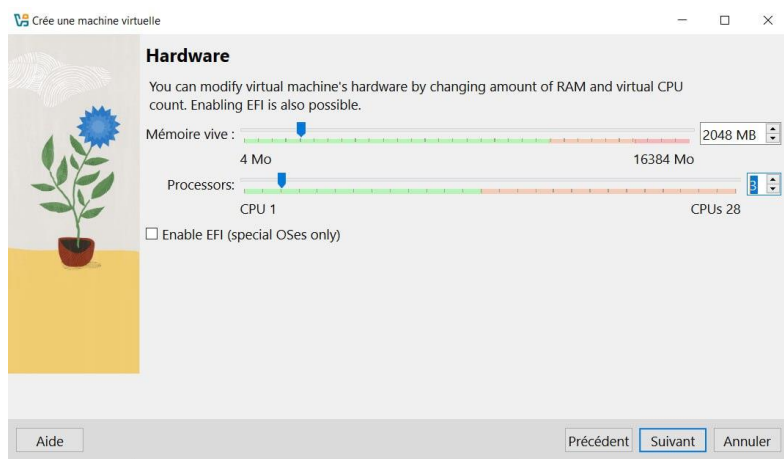 Crée une machine virtuelle
Hardware
You can modify virtual machine's hardware by changing amount of RAM and virtual CPU
count. Enabling EFI is also possible.
Mémoire vive : 2048 MB
4 Mo 16384 Mo
Processors: 3
CPU 1 CPUs 28
Enable EFI (special OSes only)
Aide Précédent Suivant Annuler